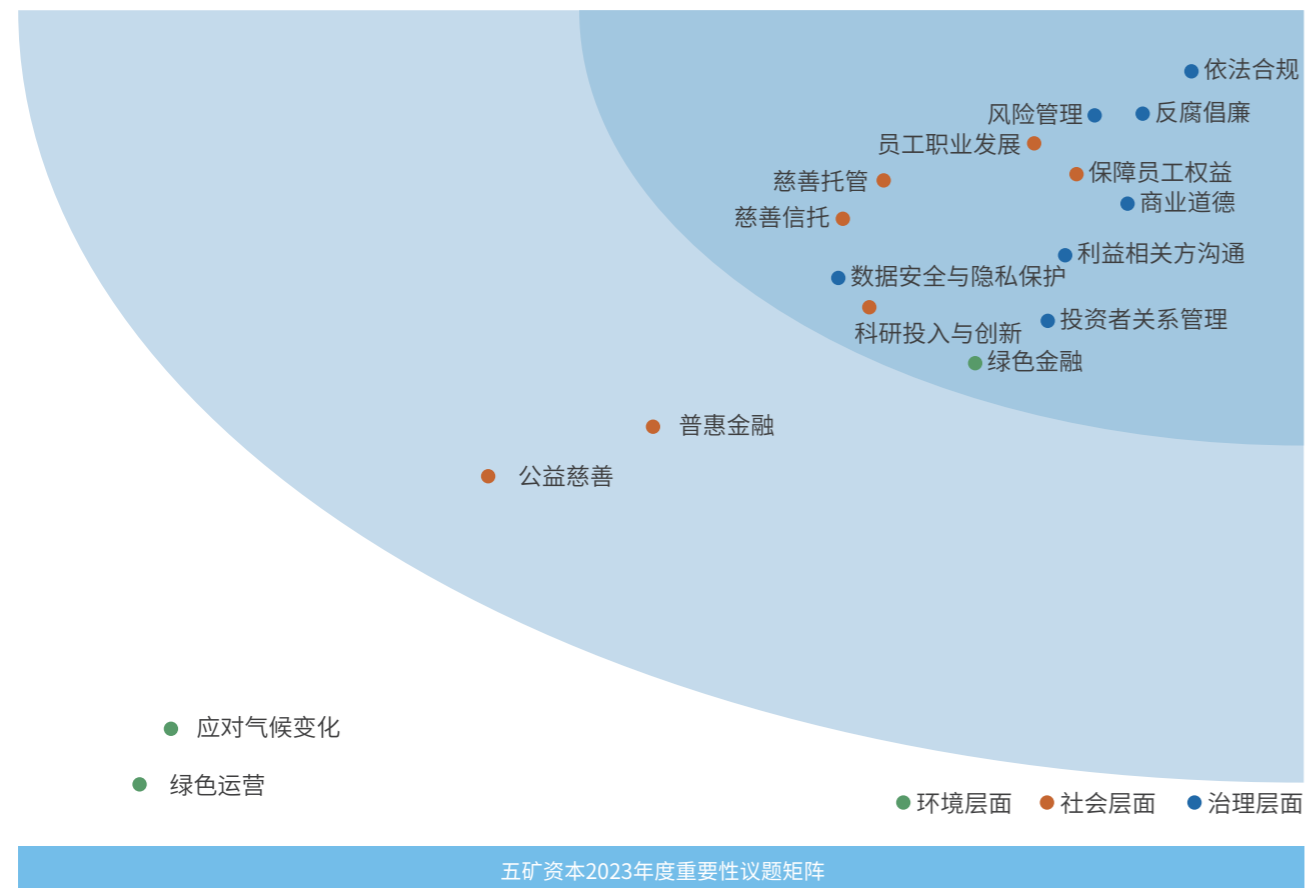 依法合规
风险管理
反腐倡廉
员工职业发展
慈善托管
保障员工权益
商业道德
慈善信托
利益相关方沟通
数据安全与隐私保护
投资者关系管理
科研投入与创新
绿色金融
普惠金融
公益慈善
应对气候变化
绿色运营
环境层面
社会层面
治理层面
五矿资本2023年度重要性议题矩阵